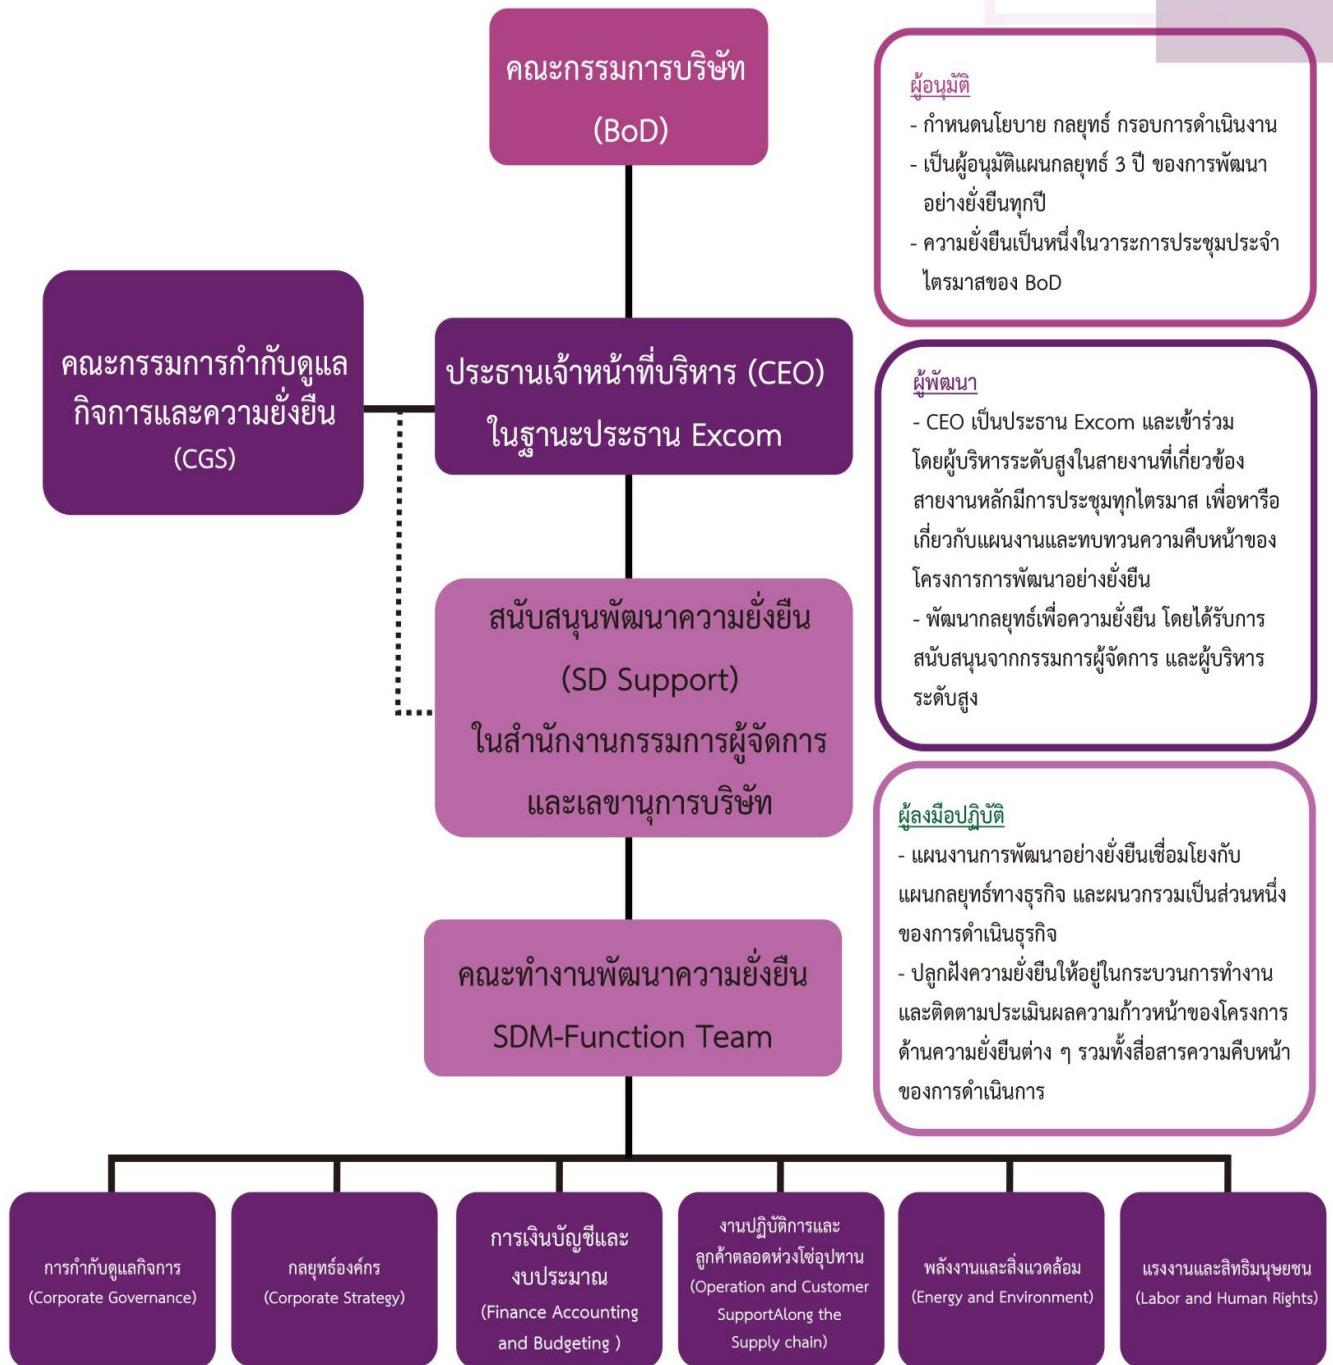 คณะกรรมการบริษัท
(BoD)
ผู้อนุมัติ
- กำหนดนโยบาย กลยุทธ์ กรอบการดำเนินงาน
- เป็นผู้อนุมัติแผนกลยุทธ์ 3 ปี ของการพัฒนา
อย่างยั่งยืนทุกปี
- ความยั่งยืนเป็นหนึ่งในวาระการประชุมประจำ
ไตรมาสของ BoD
คณะกรรมการกำกับดูแล
กิจการและความยั่งยืน
(CGS)
ประธานเจ้าหน้าที่บริหาร (CEO)
ในฐานะประธาน Excom
ผู้พัฒนา
- CEO เป็นประธาน Excom และเข้าร่วม
โดยผู้บริหารระดับสูงในสายงานที่เกี่ยวข้อง
สายงานหลักมีการประชุมทุกไตรมาส เพื่อหารือ
เกี่ยวกับแผนงานและทบทวนความคืบหน้าของ
โครงการการพัฒนาอย่างยั่งยืน
- พัฒนากลยุทธ์เพื่อความยั่งยืน โดยได้รับการ
สนับสนุนจากกรรมการผู้จัดการ และผู้บริหาร
ระดับสูง
สนับสนุนพัฒนาความยั่งยืน
(SD Support)
ในสำนักงานกรรมการผู้จัดการ
และเลขานุการบริษัท
ผู้ลงมือปฏิบัติ
- แผนงานการพัฒนาอย่างยั่งยืนเชื่อมโยงกับ
แผนกลยุทธ์ทางธุรกิจ และผนวกรวมเป็นส่วนหนึ่ง
ของการดำเนินธุรกิจ
- ปลูกฝังความยั่งยืนให้อยู่ในกระบวนการทำงาน
และติดตามประเมินผลความก้าวหน้าของโครงการ
ด้านความยั่งยืนต่าง ๆ รวมทั้งสื่อสารความคืบหน้า
ของการดำเนินการ
คณะทำงานพัฒนาความยั่งยืน
SDM-Function Team
การกำกับดูแลกิจการ
(Corporate Governance)
กลยุทธ์องค์กร
(Corporate Strategy)
การเงินบัญชีและ
งบประมาณ
(Finance Accounting
and Budgeting )
งานปฏิบัติการและ
ลูกค้าตลอดห่วงโซ่อุปทาน
(Operation and Customer
SupportAlong the
Supply chain)
พลังงานและสิ่งแวดล้อม
(Energy and Environment)
แรงงานและสิทธิมนุษยชน
(Labor and Human Rights)